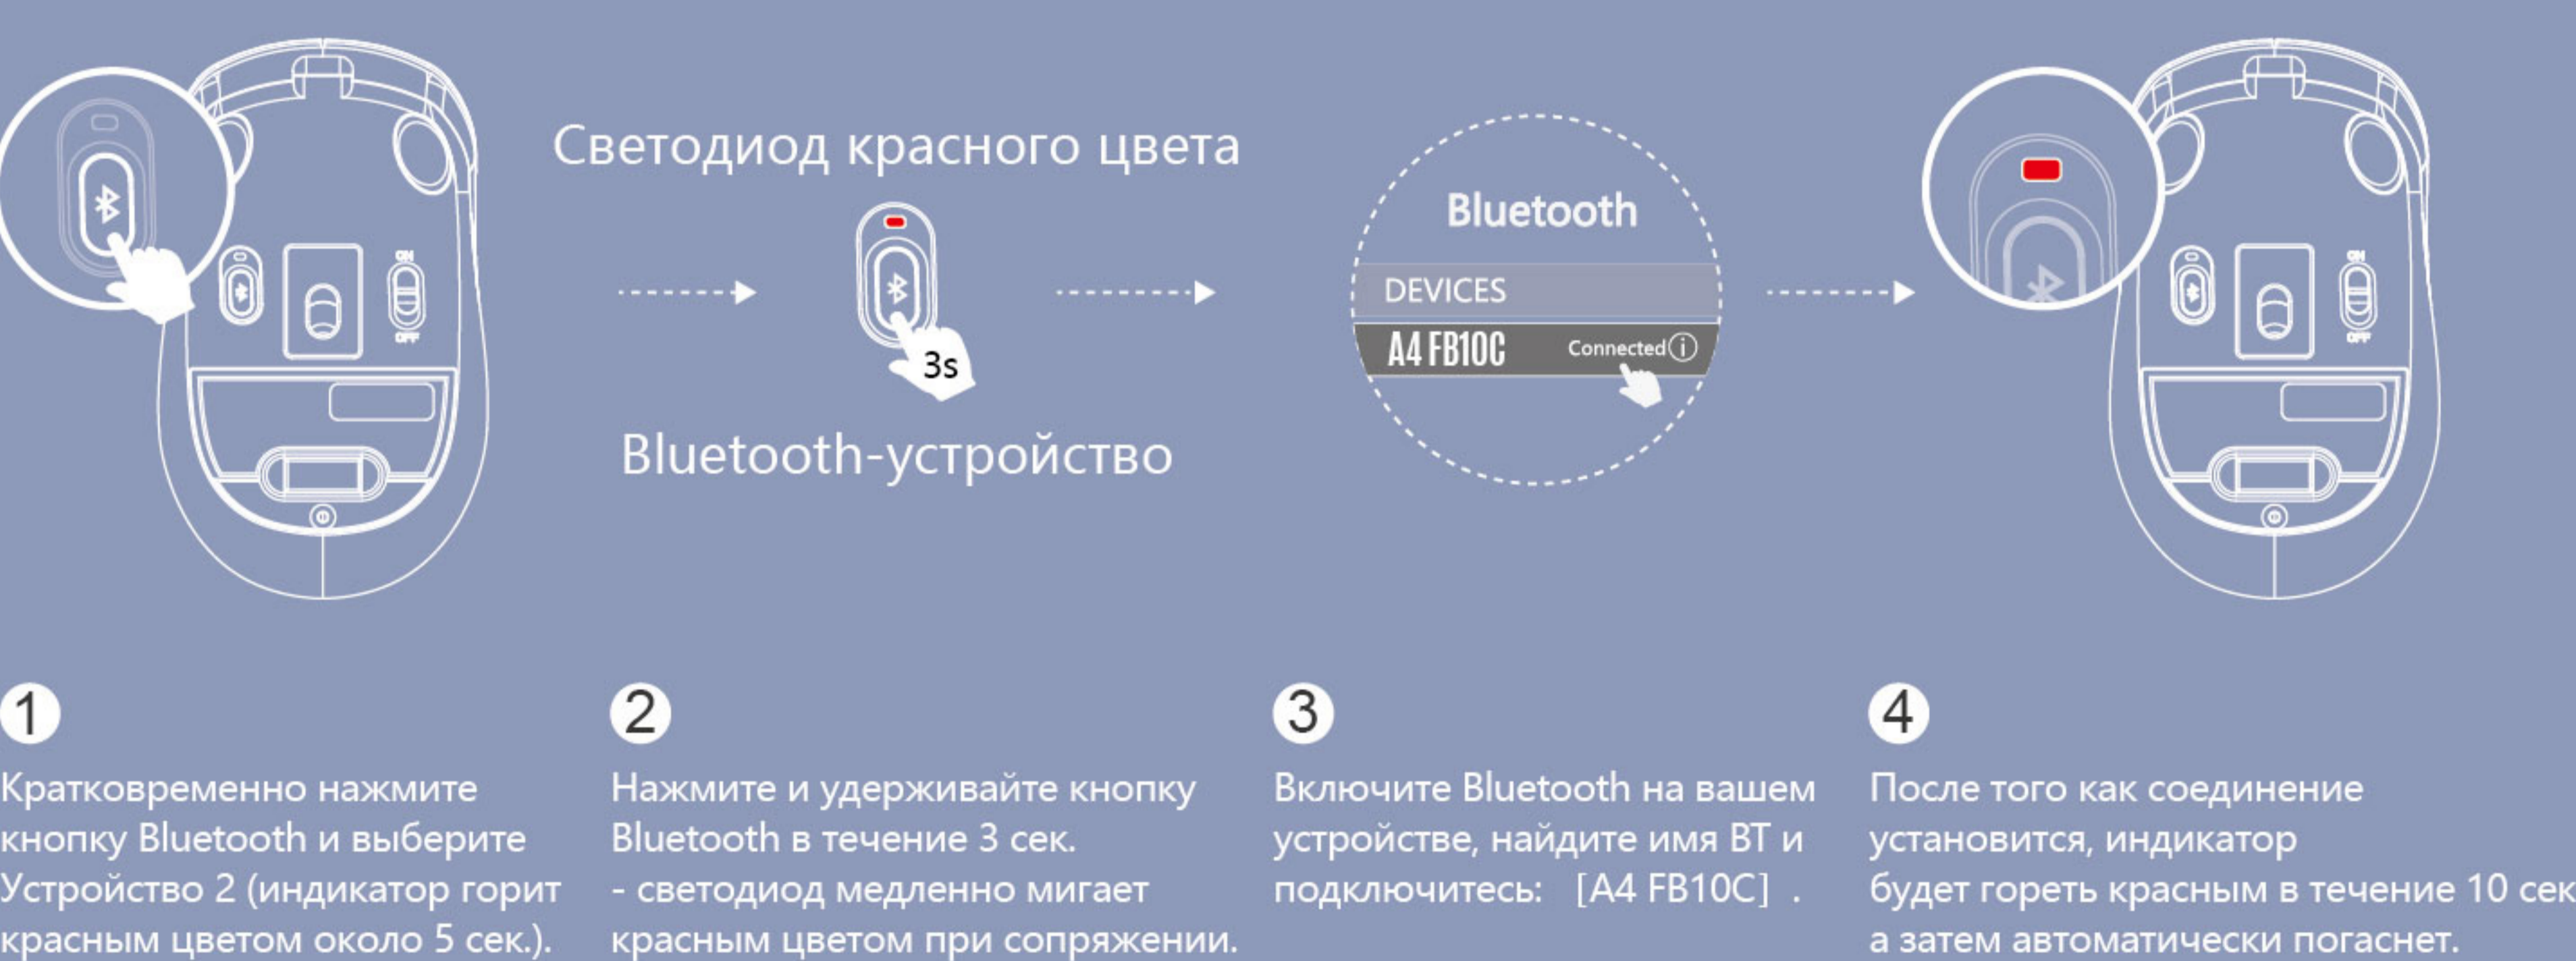 Светодиод красного цвета
3s
Bluetooth-устройство
Bluetooth
DEVICES
A4 FB10C Connected i
ON
OFF
ON
OFF
1
Кратковременно нажмите
кнопку Bluetooth и выберите
Устройство 2 (индикатор горит
красным цветом около 5 сек.).
2
Нажмите и удерживайте кнопку
Bluetooth в течение 3 сек.
- светодиод медленно мигает
красным цветом при сопряжении.
3
Включите Bluetooth на вашем
устройстве, найдите имя BT и
подключитесь: [A4 FB10C] .
4
После того как соединение
установится, индикатор
будет гореть красным в течение 10 сек
а затем автоматически погаснет.